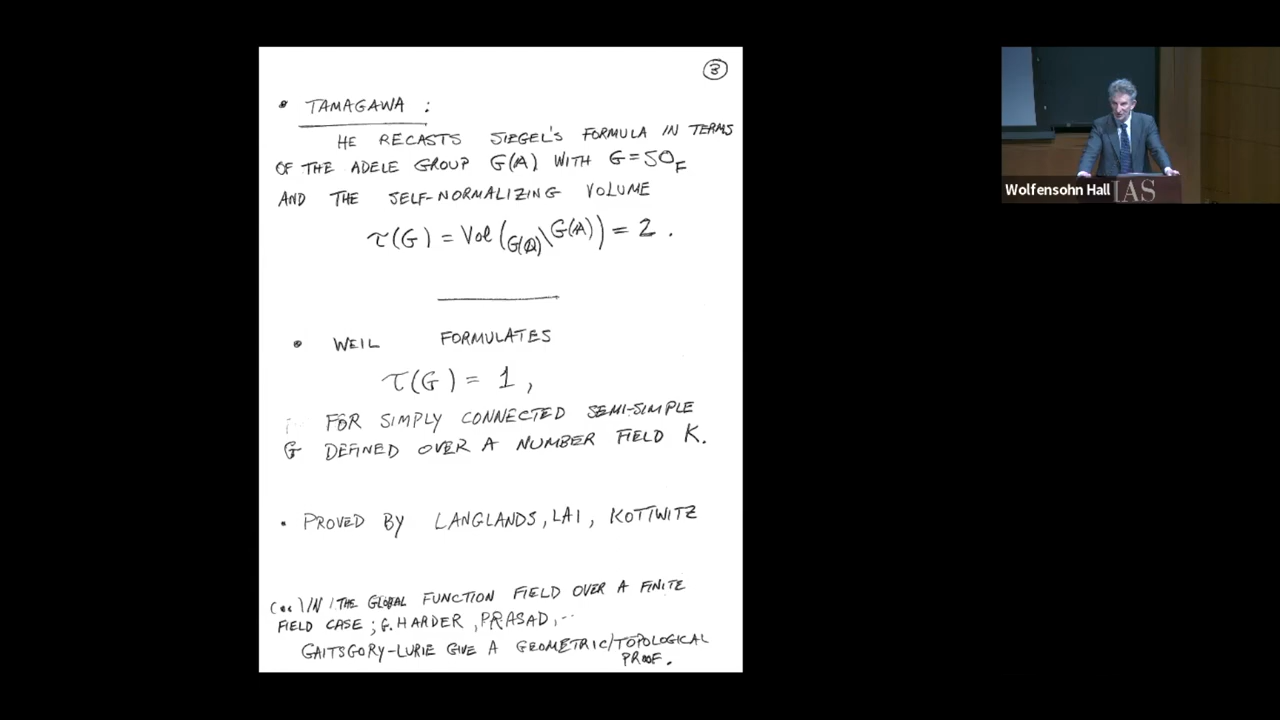 ③
• TAMAGAWA :
HE RECASTS SIEGEL'S FORMULA IN TERMS
OF THE ADELE GROUP G(𝔸) WITH G=SO_F
AND THE SELF-NORMALIZING VOLUME
τ(G) = Vol(G(ℚ)\G(𝔸)) = 2 .
• WEIL FORMULATES
τ(G) = 1 ,
FOR SIMPLY CONNECTED SEMI-SIMPLE
G DEFINED OVER A NUMBER FIELD K.
• PROVED BY LANGLANDS, LAI, KOTTWITZ
(••) IN THE GLOBAL FUNCTION FIELD OVER A FINITE
FIELD CASE ; G. HARDER, PRASAD, ··
GAITSGORY-LURIE GIVE A GEOMETRIC/TOPOLOGICAL
PROOF.
Wolfensohn Hall
IAS